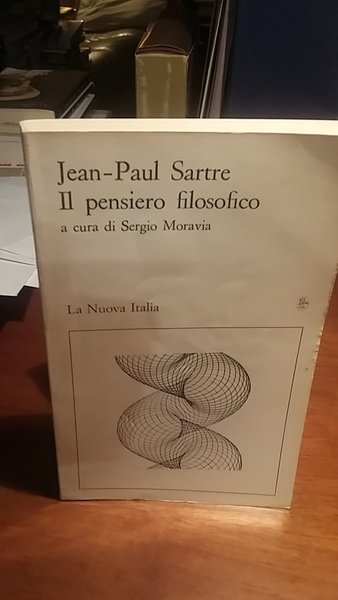 Jean-Paul Sartre
Il pensiero filosofico
a cura di Sergio Moravia
La Nuova Italia